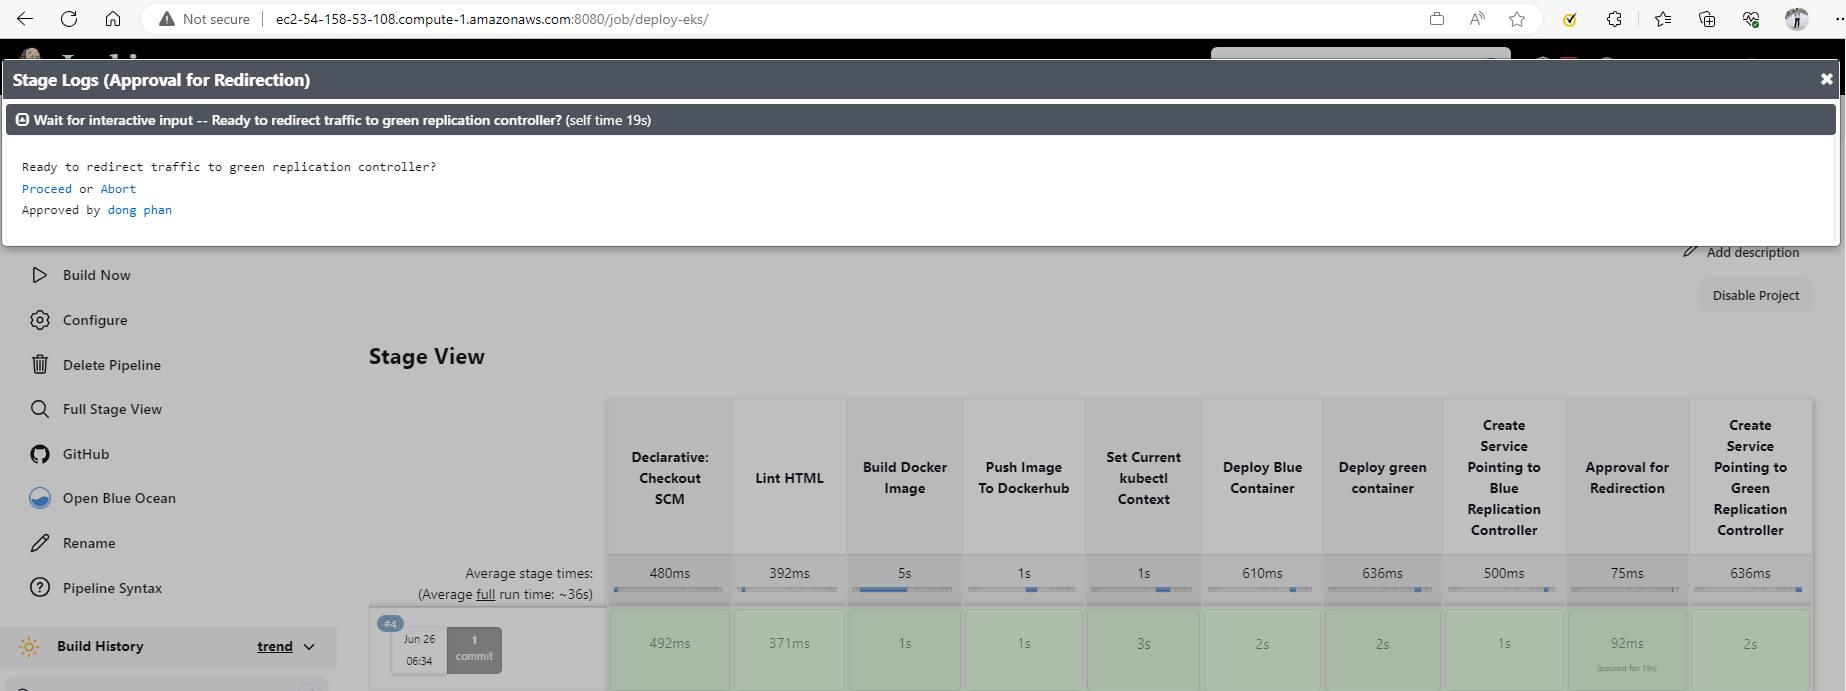 Not secure
ec2-54-158-53-108.compute-1.amazonaws.com:8080/job/deploy-eks/
Stage Logs (Approval for Redirection)
Wait for interactive input -- Ready to redirect traffic to green replication controller? (self time 19s)
Ready to redirect traffic to green replication controller?
Proceed or Abort
Approved by dong phan
Add description
Disable Project
Build Now
Configure
Delete Pipeline
Full Stage View
GitHub
Open Blue Ocean
Rename
Pipeline Syntax
Build History
trend
Stage View
Declarative:
Checkout
SCM
Lint HTML
Build Docker
Image
Push Image
To Dockerhub
Set Current
kubectl
Context
Deploy Blue
Container
Deploy green
container
Create
Service
Pointing to
Blue
Replication
Controller
Approval for
Redirection
Create
Service
Pointing to
Green
Replication
Controller
Average stage times:
(Average full run time: ~36s)
480ms
392ms
5s
1s
1s
610ms
636ms
500ms
75ms
636ms
#4
Jun 26
06:34
1
commit
492ms
371ms
1s
1s
3s
2s
2s
1s
92ms
(paused for 19s)
2s